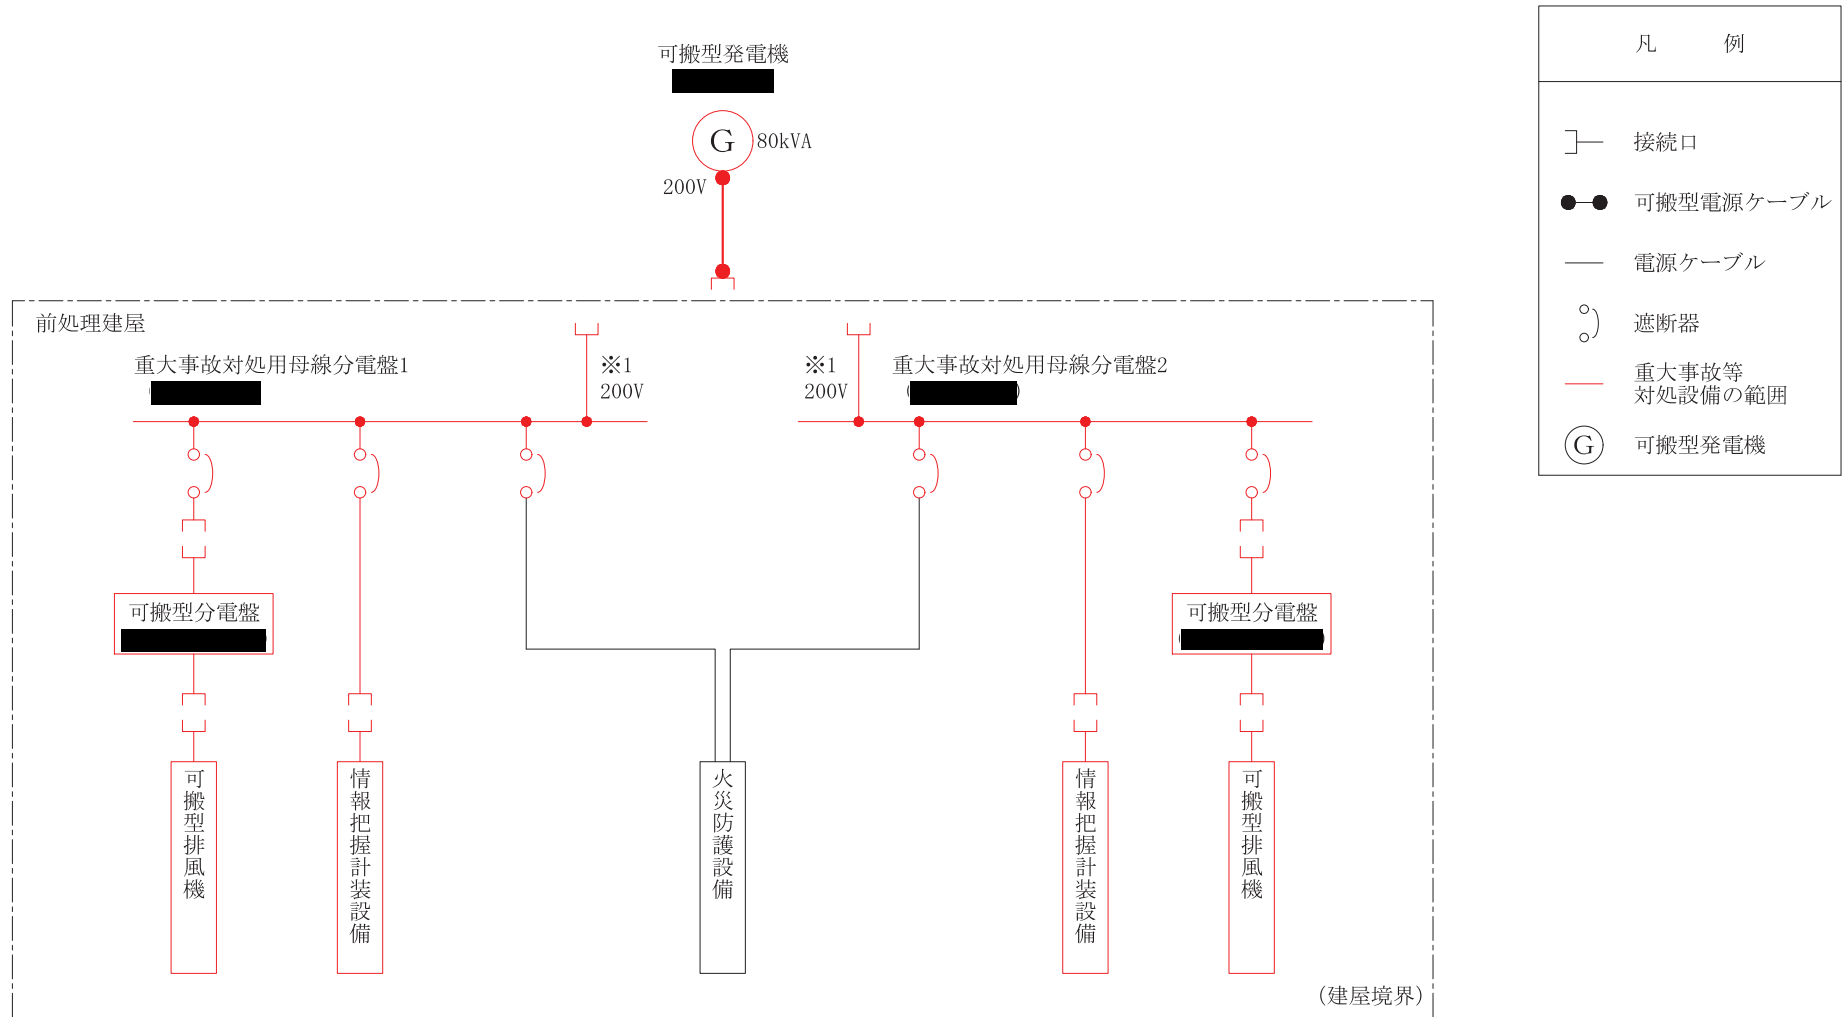 可搬型発電機
G
80kVA
200V
前処理建屋
重大事故対処用母線分電盤1
※1
200V
※1
200V
重大事故対処用母線分電盤2
可搬型分電盤
可搬型分電盤
可搬型排風機
情報把握計装設備
火災防護設備
情報把握計装設備
可搬型排風機
(建屋境界)
凡 例
接続口
可搬型電源ケーブル
電源ケーブル
遮断器
重大事故等
対処設備の範囲
G
可搬型発電機